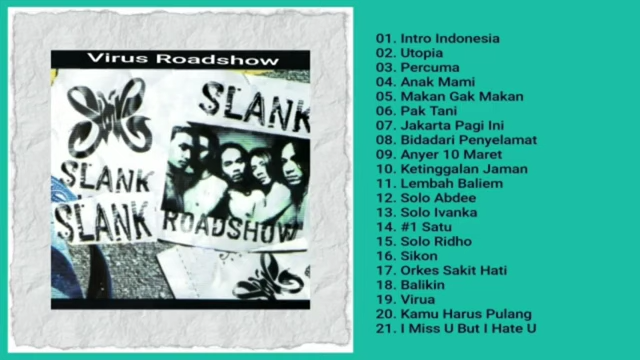 Virus Roadshow
SLANK
SLANK
SLANK
SLANK
ROADSHOW
01. Intro Indonesia
02. Utopia
03. Percuma
04. Anak Mami
05. Makan Gak Makan
06. Pak Tani
07. Jakarta Pagi Ini
08. Bidadari Penyelamat
09. Anyer 10 Maret
10. Ketinggalan Jaman
11. Lembah Baliem
12. Solo Abdee
13. Solo Ivanka
14. #1 Satu
15. Solo Ridho
16. Sikon
17. Orkes Sakit Hati
18. Balikin
19. Virua
20. Kamu Harus Pulang
21. I Miss U But I Hate U